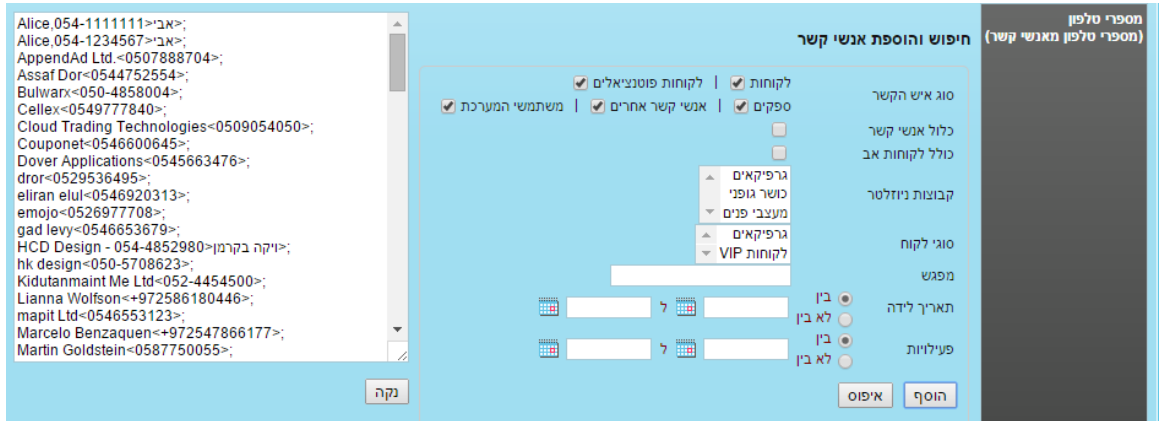 מספרי טלפון
(מספרי טלפון מאנשי קשר)
חיפוש והוספת אנשי קשר
סוג איש הקשר
לקוחות | לקוחות פוטנציאלים
ספקים | אנשי קשר אחרים | משתמשי המערכת
כלול אנשי קשר
כולל לקוחות אב
קבוצות ניוזלטר
גרפיקאים
כושר גופני
מעצבי פנים
סוגי לקוח
גרפיקאים
לקוחות VIP
מפגש
תאריך לידה
בין
לא בין
ל
פעילויות
בין
לא בין
ל
הוסף
איפוס
Alice,054-1111111>אבי<;
Alice,054-1234567>אבי<;
AppendAd Ltd.<0507888704>;
Assaf Dor<0544752554>;
Bulwarx<050-4858004>;
Cellex<0549777840>;
Cloud Trading Technologies<0509054050>;
Couponet<0546600645>;
Dover Applications<0545663476>;
dror<0529536495>;
eliran elul<0546920313>;
emojo<0526977708>;
gad levy<0546653679>;
HCD Design - 054-4852980>ויקה בקרמן<;
hk design<050-5708623>;
Kidutanmaint Me Ltd<052-4454500>;
Lianna Wolfson<+972586180446>;
mapit Ltd<0546553123>;
Marcelo Benzaquen<+972547866177>;
Martin Goldstein<0587750055>;
נקה